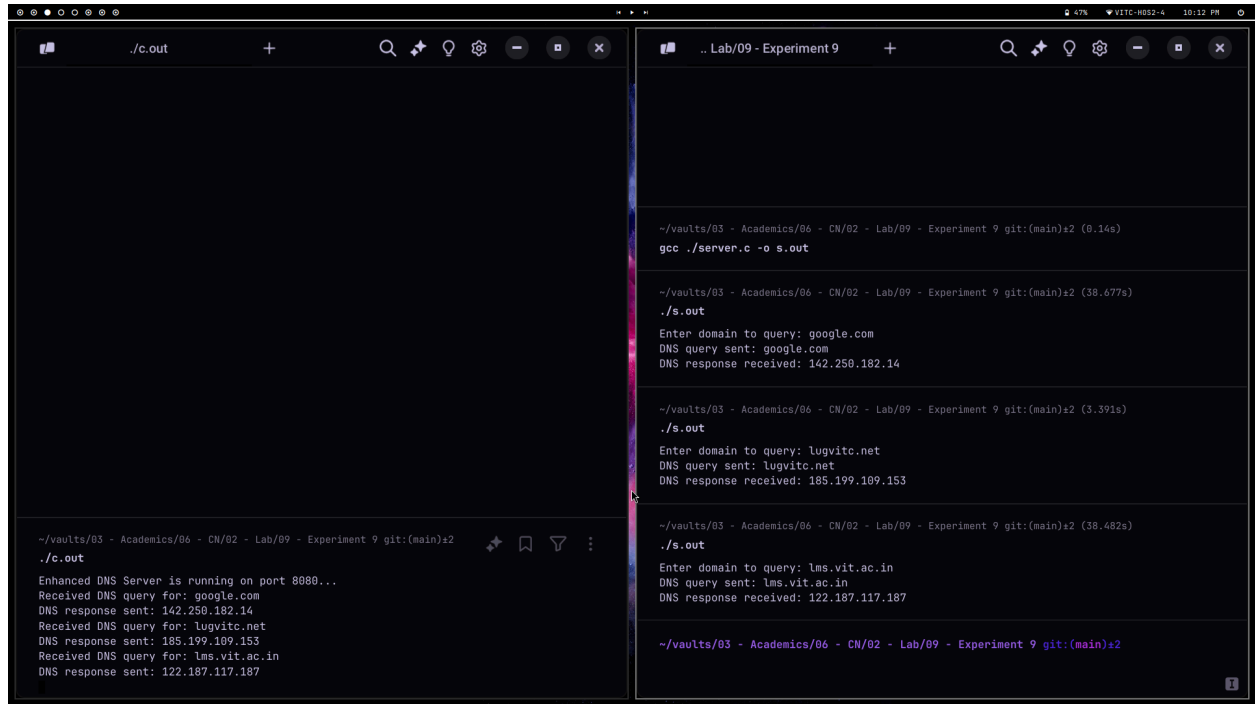 47% VITC-HOS2-4 10:12 PM
./c.out
~/vaults/03 - Academics/06 - CN/02 - Lab/09 - Experiment 9 git:(main)±2
./c.out
Enhanced DNS Server is running on port 8080...
Received DNS query for: google.com
DNS response sent: 142.250.182.14
Received DNS query for: lugvitc.net
DNS response sent: 185.199.109.153
Received DNS query for: lms.vit.ac.in
DNS response sent: 122.187.117.187
.. Lab/09 - Experiment 9
~/vaults/03 - Academics/06 - CN/02 - Lab/09 - Experiment 9 git:(main)±2 (0.14s)
gcc ./server.c -o s.out
~/vaults/03 - Academics/06 - CN/02 - Lab/09 - Experiment 9 git:(main)±2 (38.677s)
./s.out
Enter domain to query: google.com
DNS query sent: google.com
DNS response received: 142.250.182.14
~/vaults/03 - Academics/06 - CN/02 - Lab/09 - Experiment 9 git:(main)±2 (3.391s)
./s.out
Enter domain to query: lugvitc.net
DNS query sent: lugvitc.net
DNS response received: 185.199.109.153
~/vaults/03 - Academics/06 - CN/02 - Lab/09 - Experiment 9 git:(main)±2 (38.482s)
./s.out
Enter domain to query: lms.vit.ac.in
DNS query sent: lms.vit.ac.in
DNS response received: 122.187.117.187
~/vaults/03 - Academics/06 - CN/02 - Lab/09 - Experiment 9 git:(main)±2